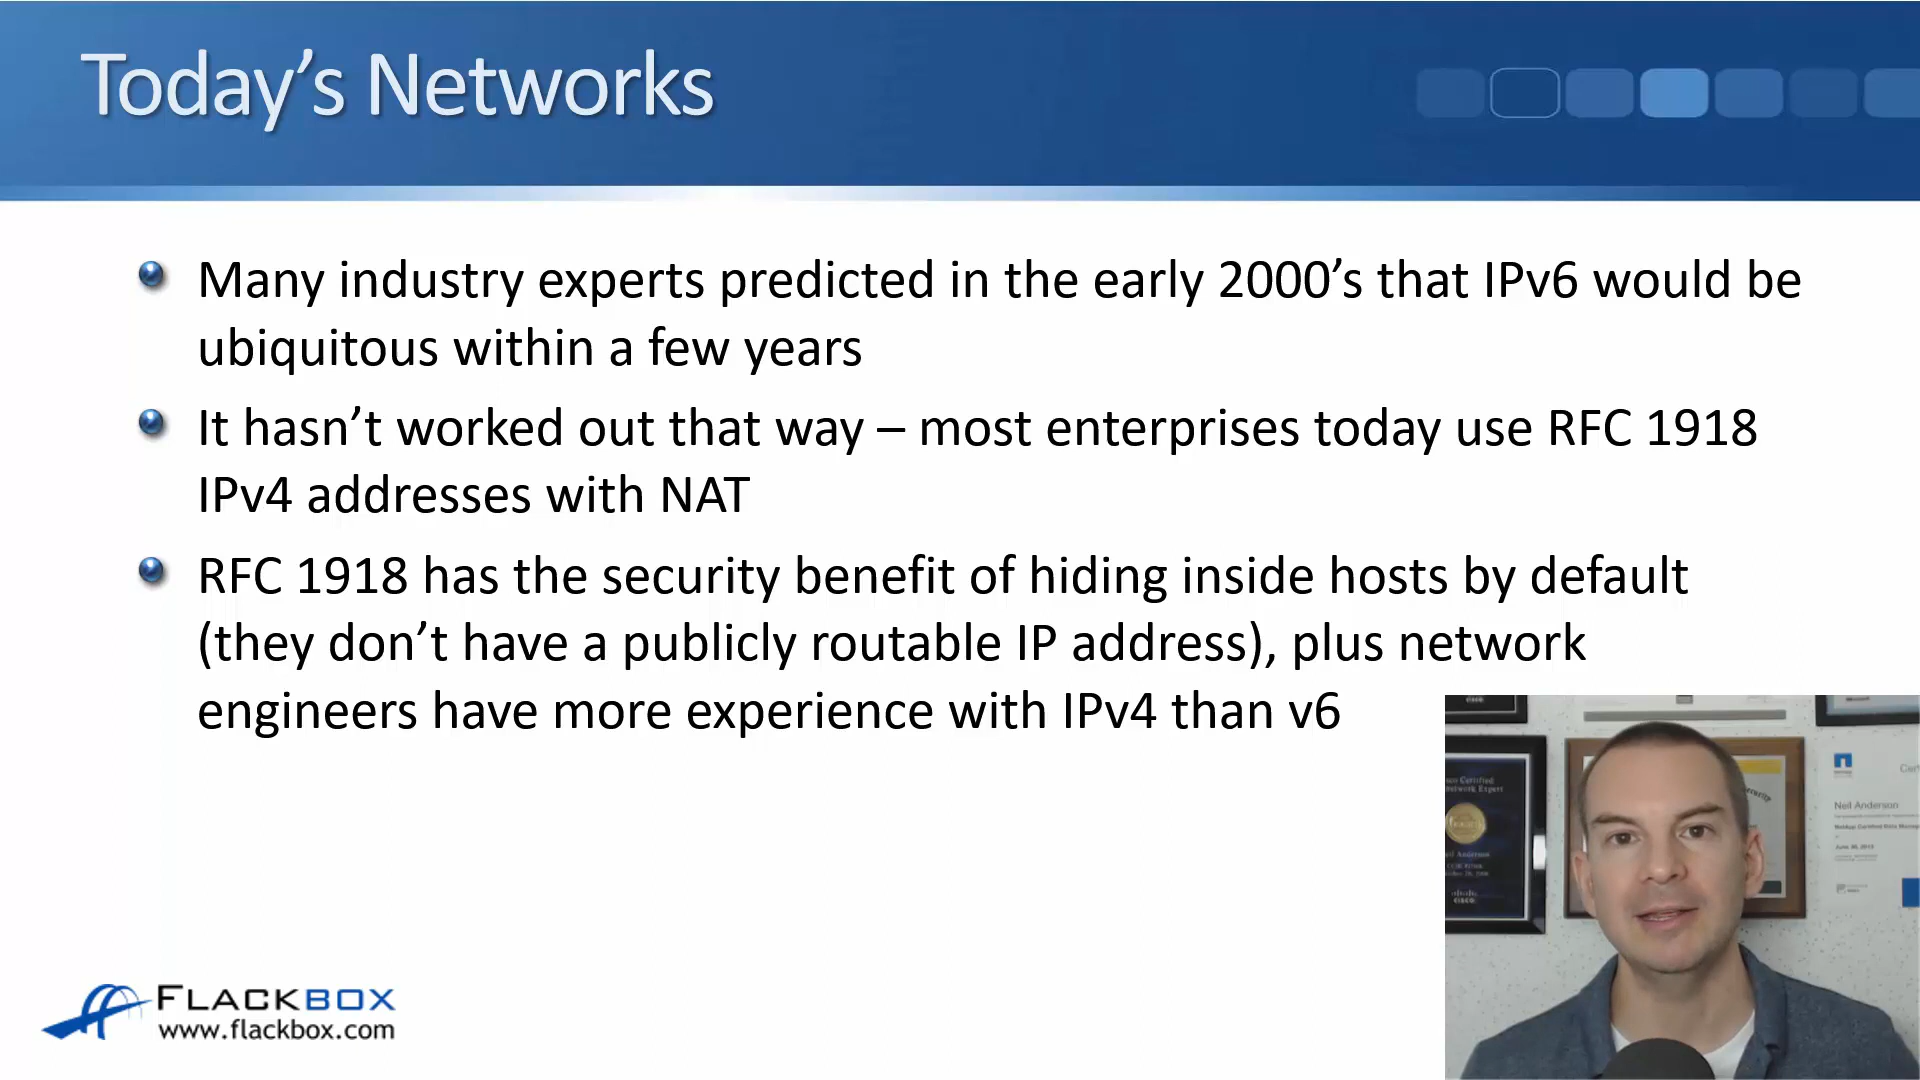 Today’s Networks
Many industry experts predicted in the early 2000’s that IPv6 would be
ubiquitous within a few years
It hasn’t worked out that way – most enterprises today use RFC 1918
IPv4 addresses with NAT
RFC 1918 has the security benefit of hiding inside hosts by default
(they don’t have a publicly routable IP address), plus network
engineers have more experience with IPv4 than v6
FLACKBOX
www.flackbox.com
Neil Anderson
CISCO